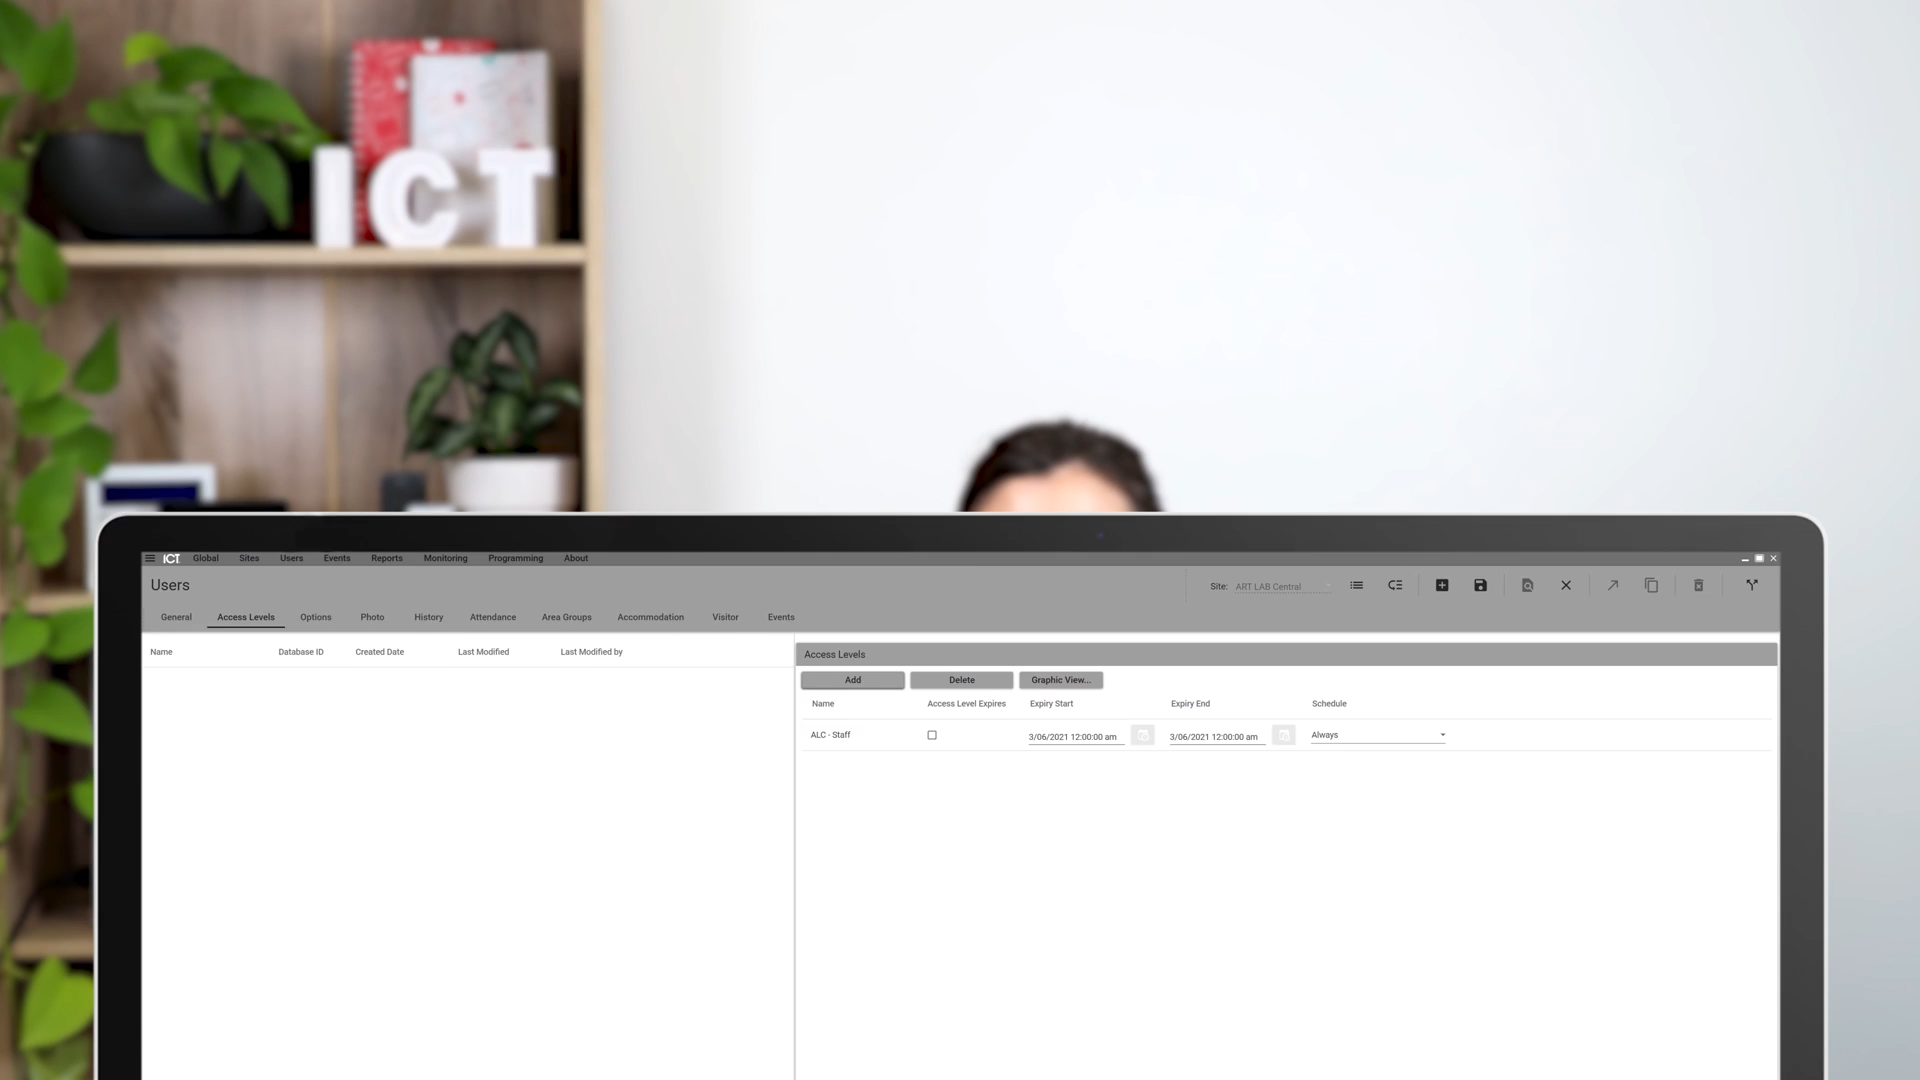 ICT
ICT Global Sites Users Events Reports Monitoring Programming About
Users
Site: ART LAB Central
General Access Levels Options Photo History Attendance Area Groups Accommodation Visitor Events
Name Database ID Created Date Last Modified Last Modified by
Access Levels
Add Delete Graphic View...
Name Access Level Expires Expiry Start Expiry End Schedule
ALC - Staff 3/06/2021 12:00:00 am 3/06/2021 12:00:00 am Always